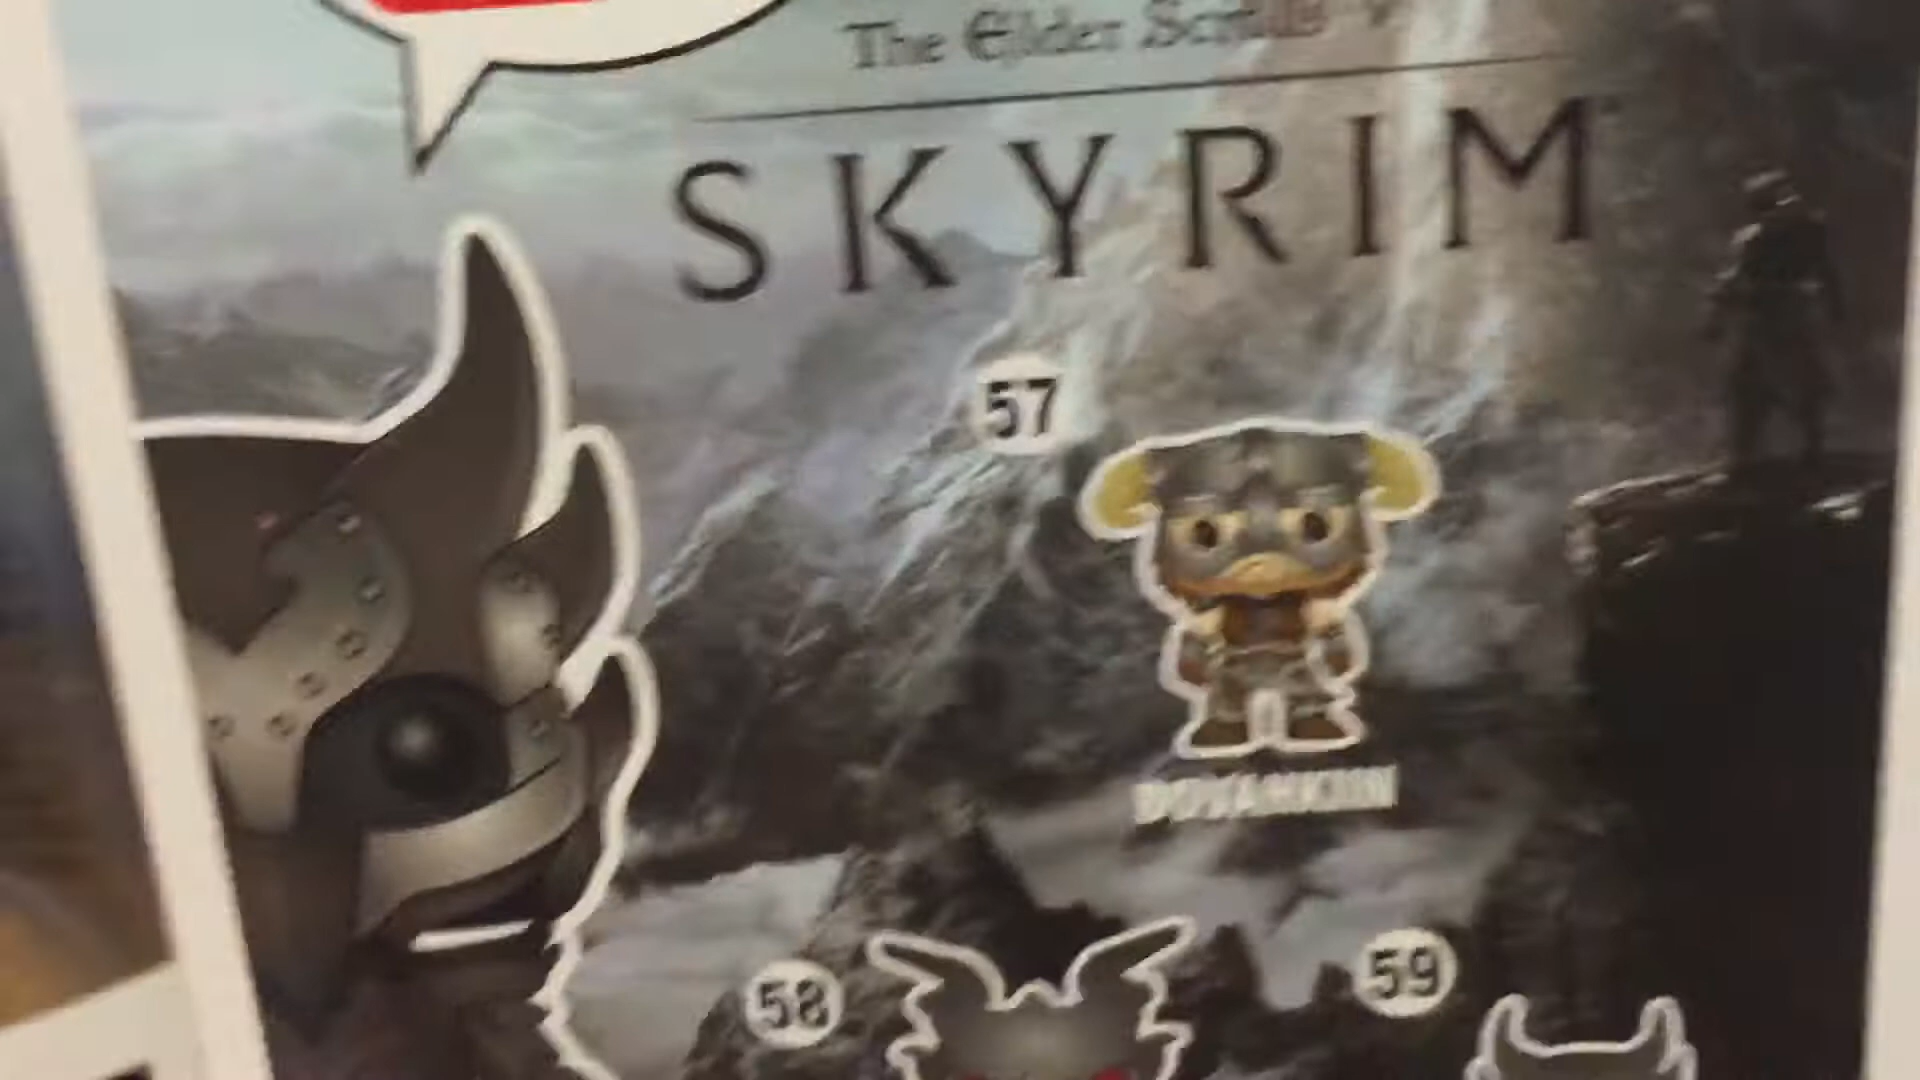 The Elder Scrolls V
SKYRIM
57
DOVAHKIIN
58
59